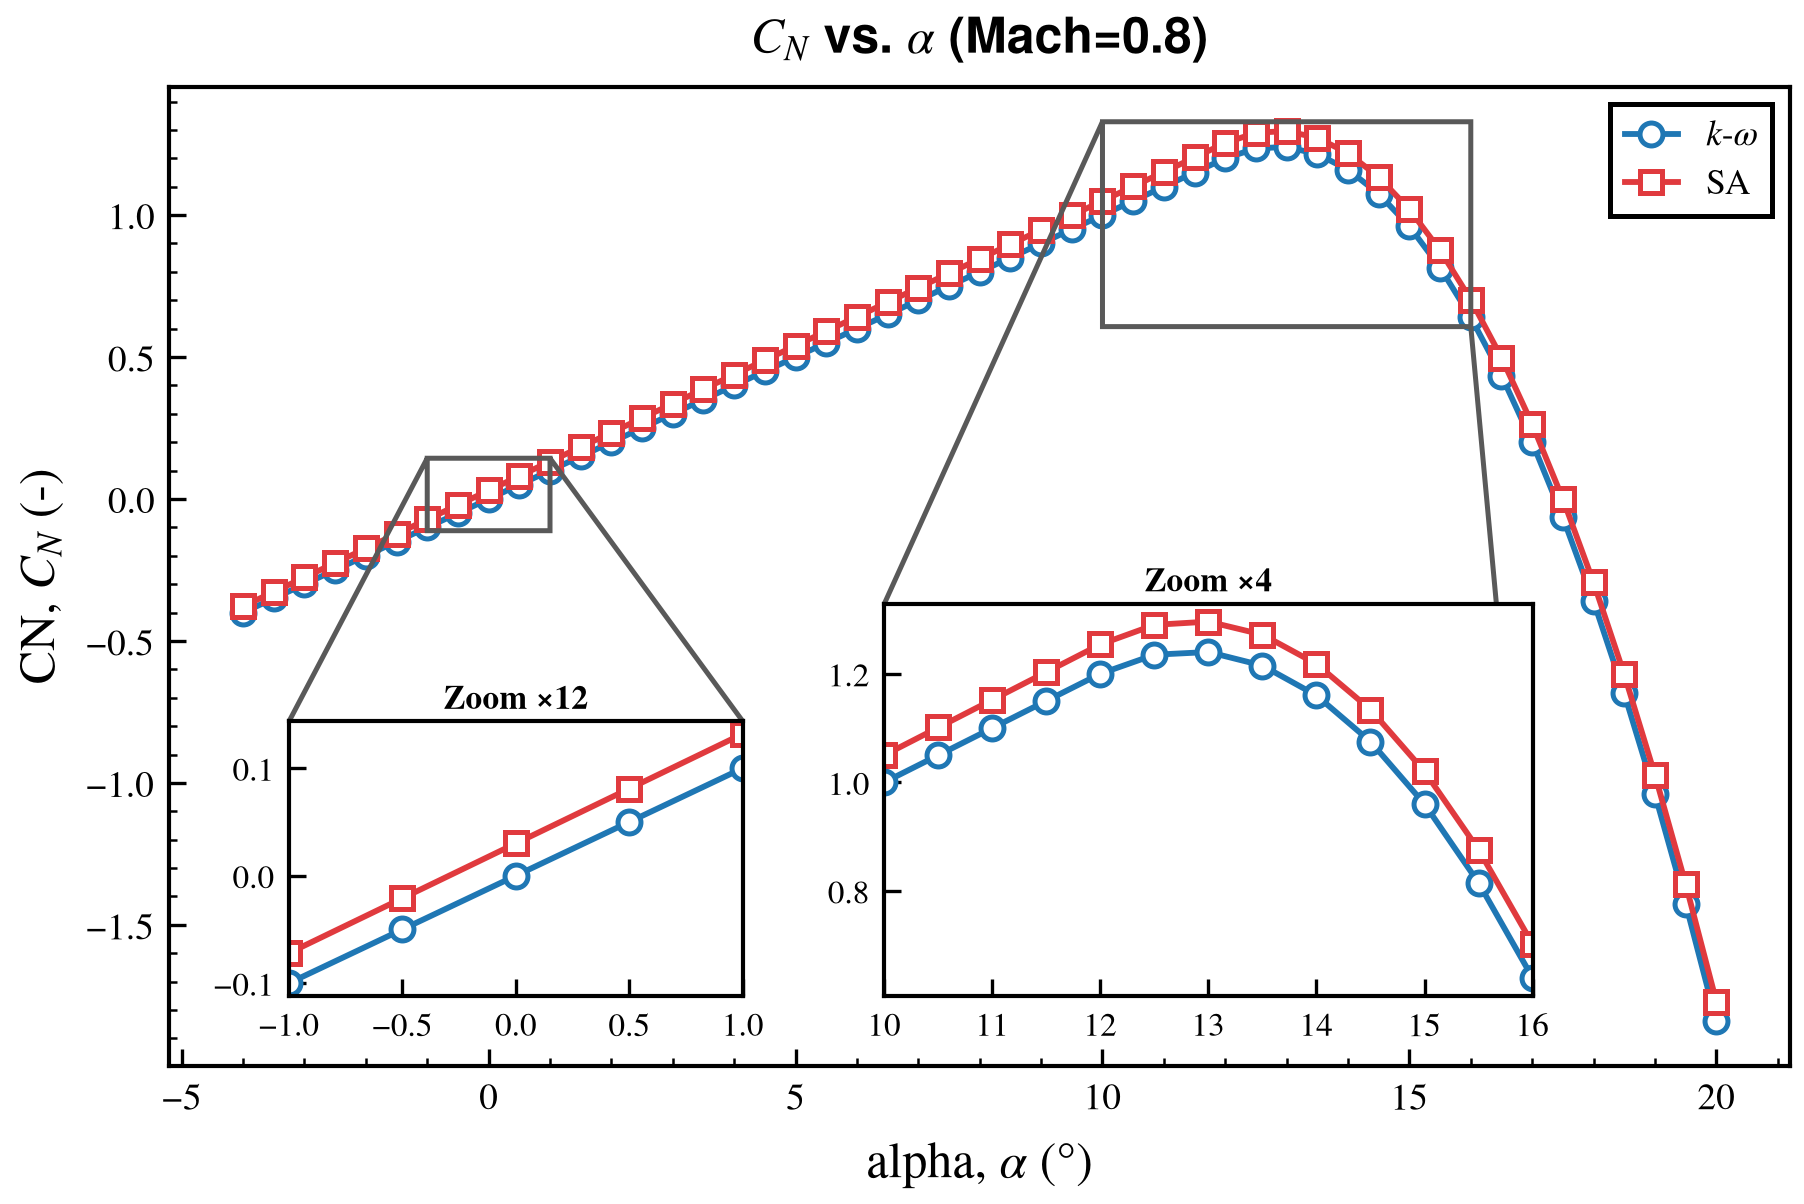 C_N vs. α (Mach=0.8)
k-ω
SA
CN, C_N (-)
1.0
0.5
0.0
−0.5
−1.0
−1.5
Zoom ×4
1.2
1.0
0.8
10 11 12 13 14 15 16
Zoom ×12
0.1
0.0
−0.1
−1.0 −0.5 0.0 0.5 1.0
−5 0 5 10 15 20
alpha, α (°)